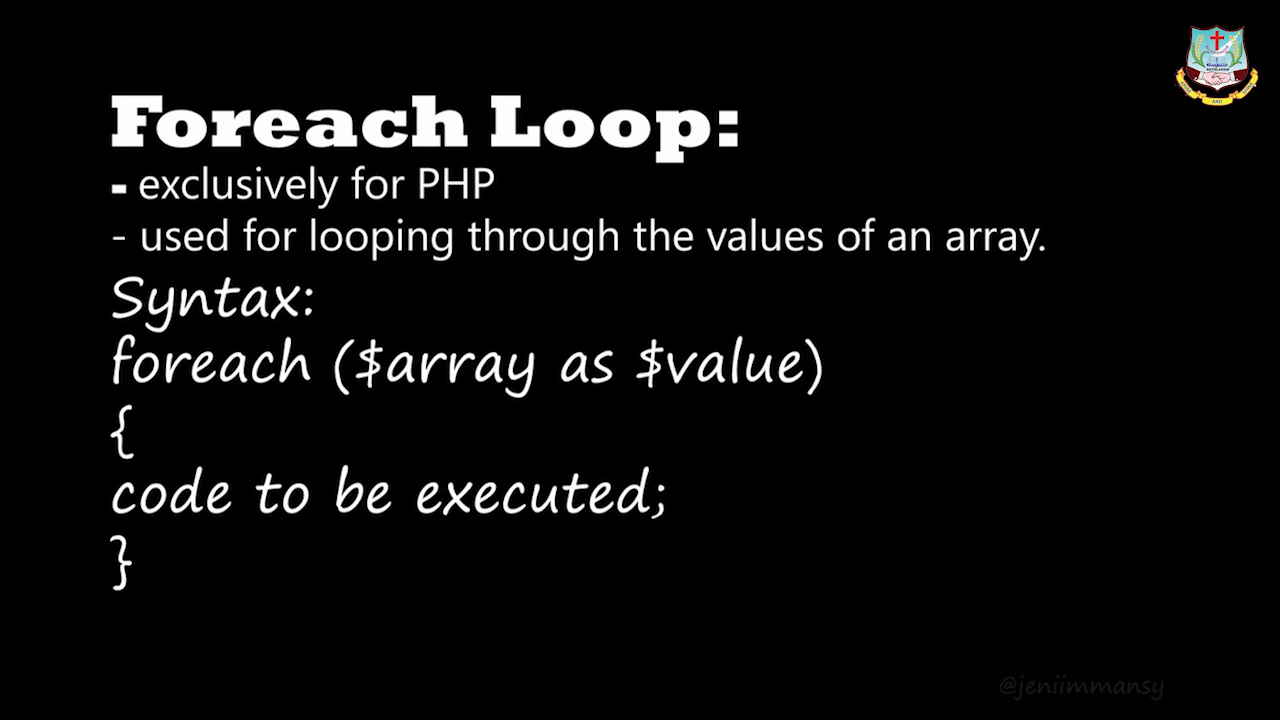 Foreach Loop:
- exclusively for PHP
- used for looping through the values of an array.
Syntax:
foreach ($array as $value)
{
code to be executed;
}
@jeniimmansy